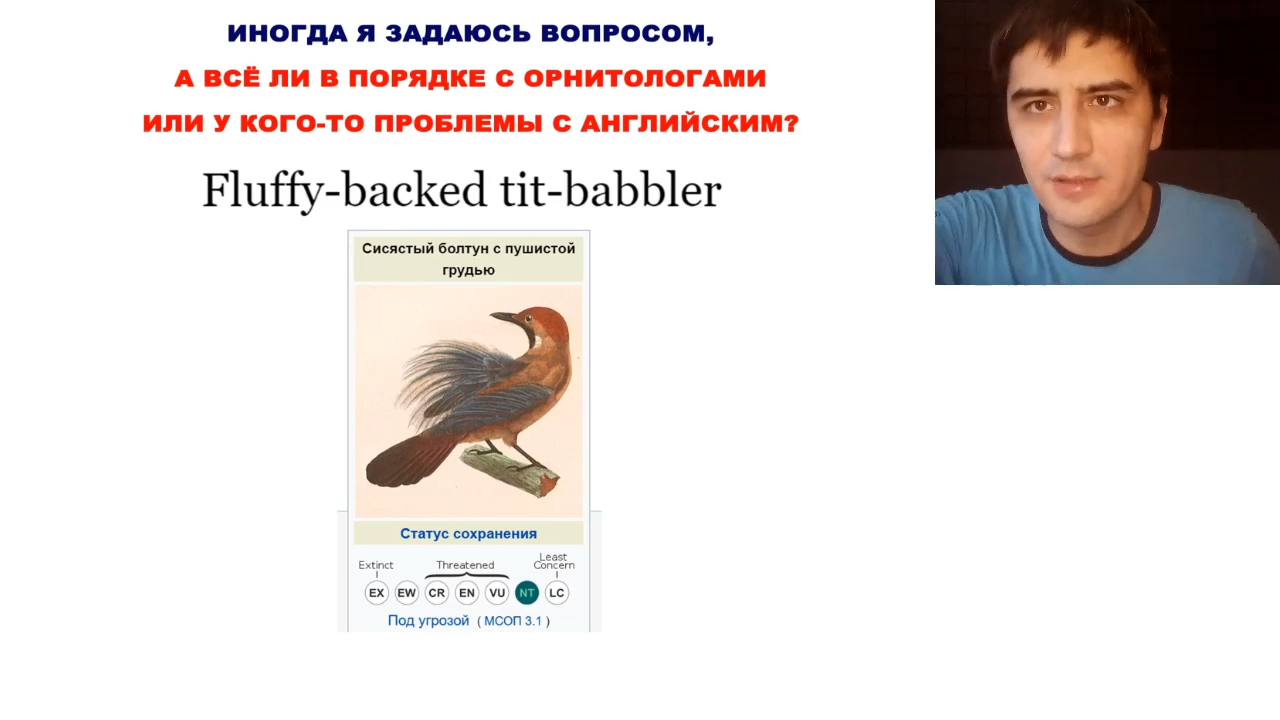 ИНОГДА Я ЗАДАЮСЬ ВОПРОСОМ,
А ВСЁ ЛИ В ПОРЯДКЕ С ОРНИТОЛОГАМИ
ИЛИ У КОГО-ТО ПРОБЛЕМЫ С АНГЛИЙСКИМ?
Fluffy-backed tit-babbler
Сисястый болтун с пушистой
грудью
Статус сохранения
Extinct Threatened Least
Concern
EX EW CR EN VU NT LC
Под угрозой ( МСОП 3.1 )